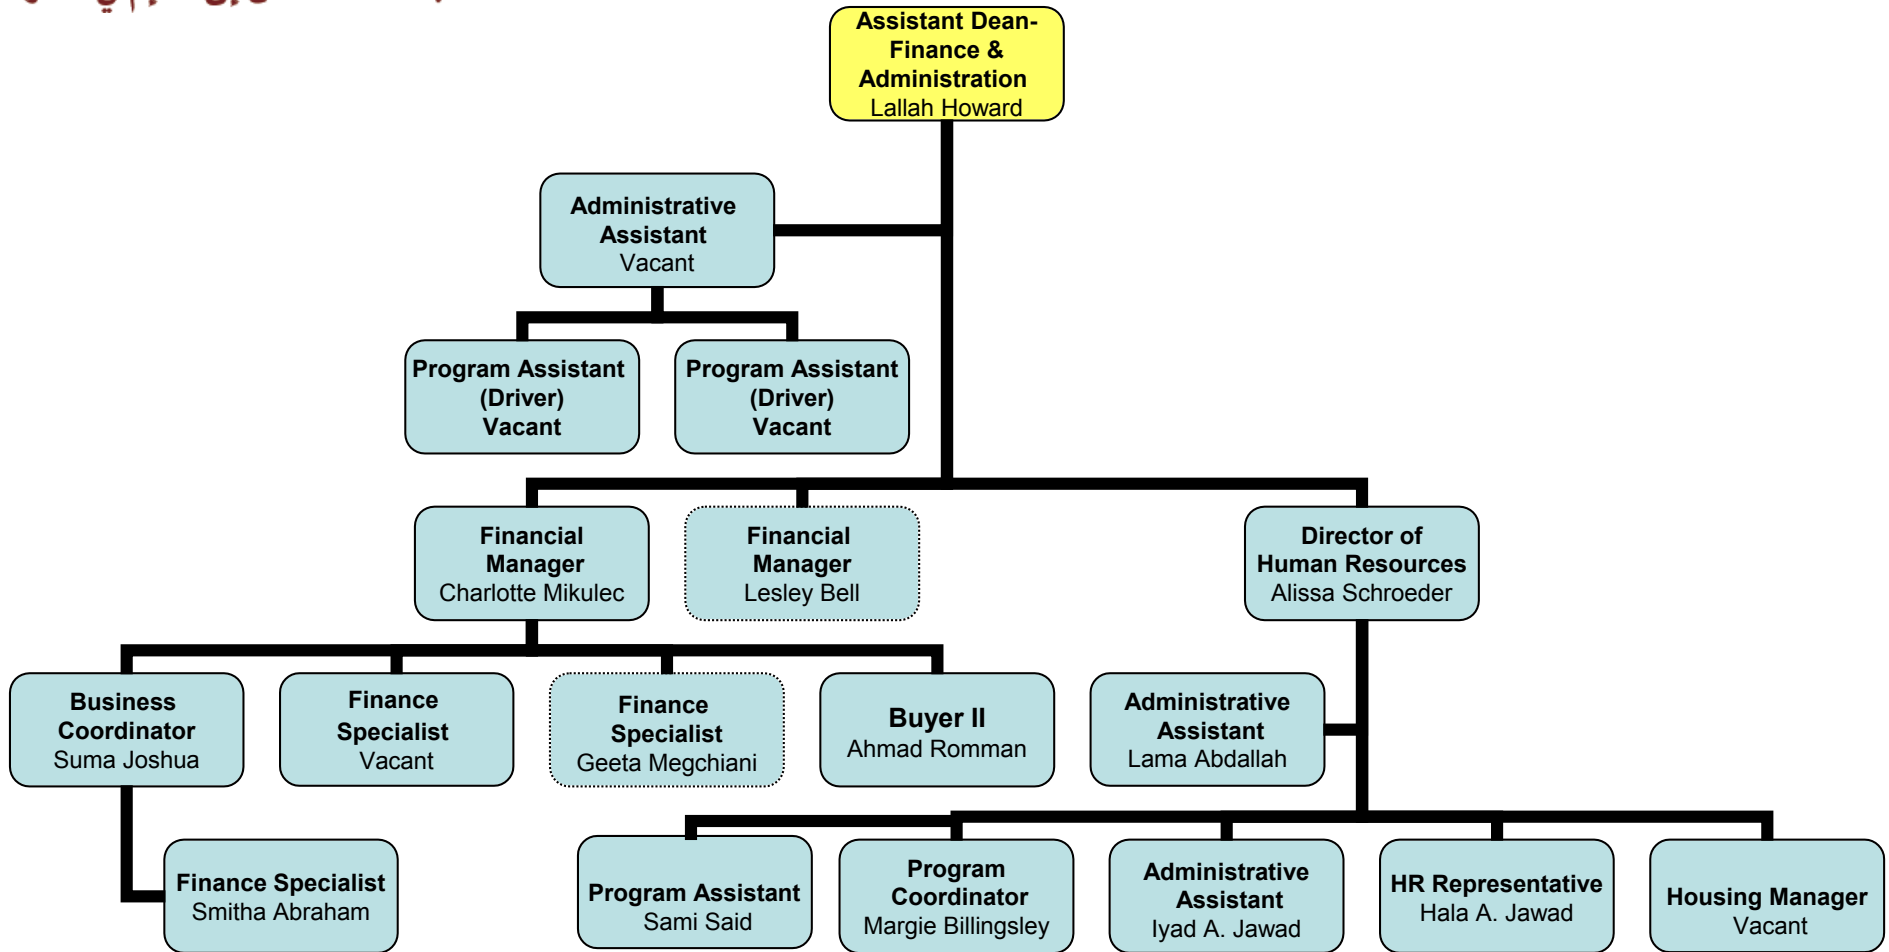 Assistant Dean-
Finance &
Administration
Lallah Howard
Administrative
Assistant
Vacant
Program Assistant
(Driver)
Vacant
Program Assistant
(Driver)
Vacant
Financial
Manager
Charlotte Mikulec
Financial
Manager
Lesley Bell
Director of
Human Resources
Alissa Schroeder
Business
Coordinator
Suma Joshua
Finance
Specialist
Vacant
Finance
Specialist
Geeta Megchiani
Buyer II
Ahmad Romman
Administrative
Assistant
Lama Abdallah
Finance Specialist
Smitha Abraham
Program Assistant
Sami Said
Program
Coordinator
Margie Billingsley
Administrative
Assistant
Iyad A. Jawad
HR Representative
Hala A. Jawad
Housing Manager
Vacant